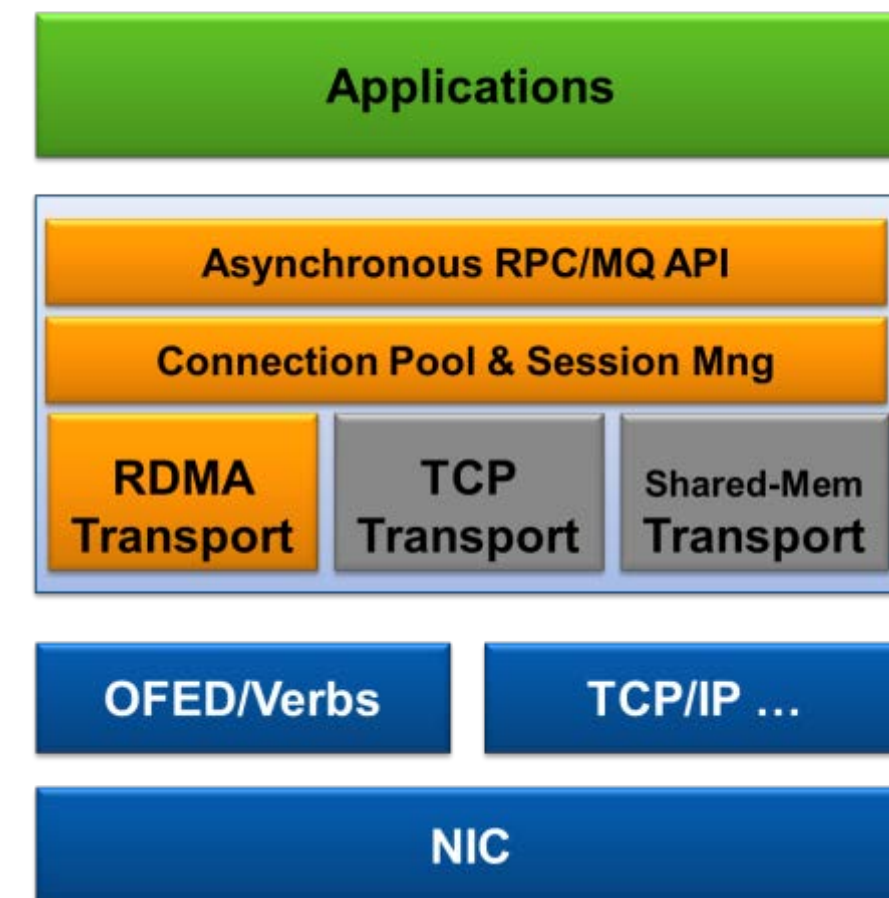 Applications
Asynchronous RPC/MQ API
Connection Pool & Session Mng
RDMA
Transport
TCP
Transport
Shared-Mem
Transport
OFED/Verbs
TCP/IP …
NIC